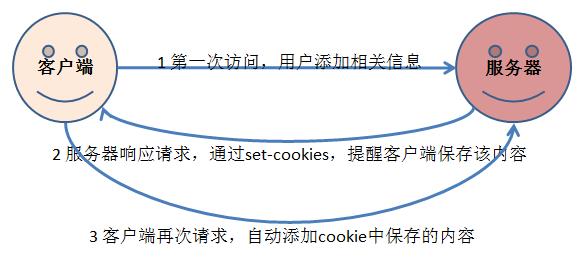 客户端
1 第一次访问，用户添加相关信息
服务器
2 服务器响应请求，通过set-cookies，提醒客户端保存该内容
3 客户端再次请求，自动添加cookie中保存的内容